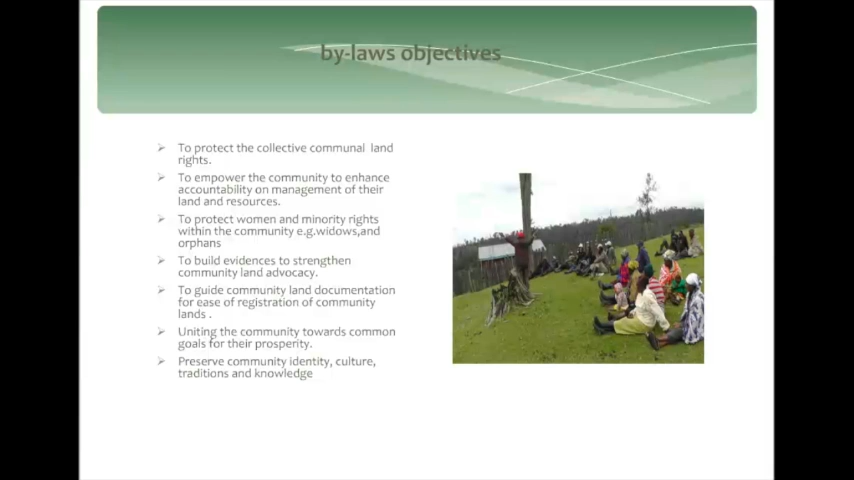 by-laws objectives
To protect the collective communal land
rights.
To empower the community to enhance
accountability on management of their
land and resources.
To protect women and minority rights
within the community e.g.widows,and
orphans
To build evidences to strengthen
community land advocacy.
To guide community land documentation
for ease of registration of community
lands .
Uniting the community towards common
goals for their prosperity.
Preserve community identity, culture,
traditions and knowledge